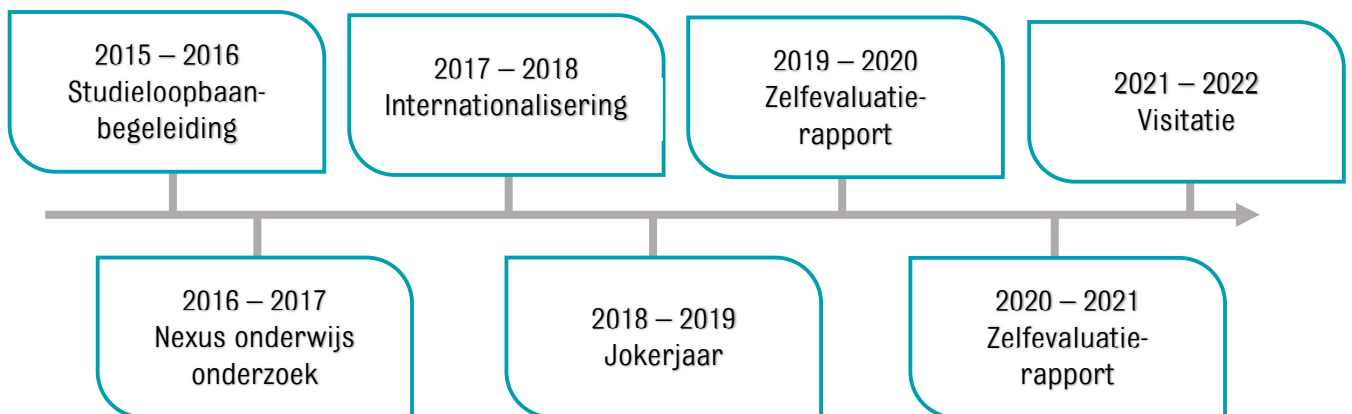 2015 – 2016
Studieloopbaan-
begeleiding
2017 – 2018
Internationalisering
2019 – 2020
Zelfevaluatie-
rapport
2021 – 2022
Visitatie
2016 – 2017
Nexus onderwijs
onderzoek
2018 – 2019
Jokerjaar
2020 – 2021
Zelfevaluatie-
rapport